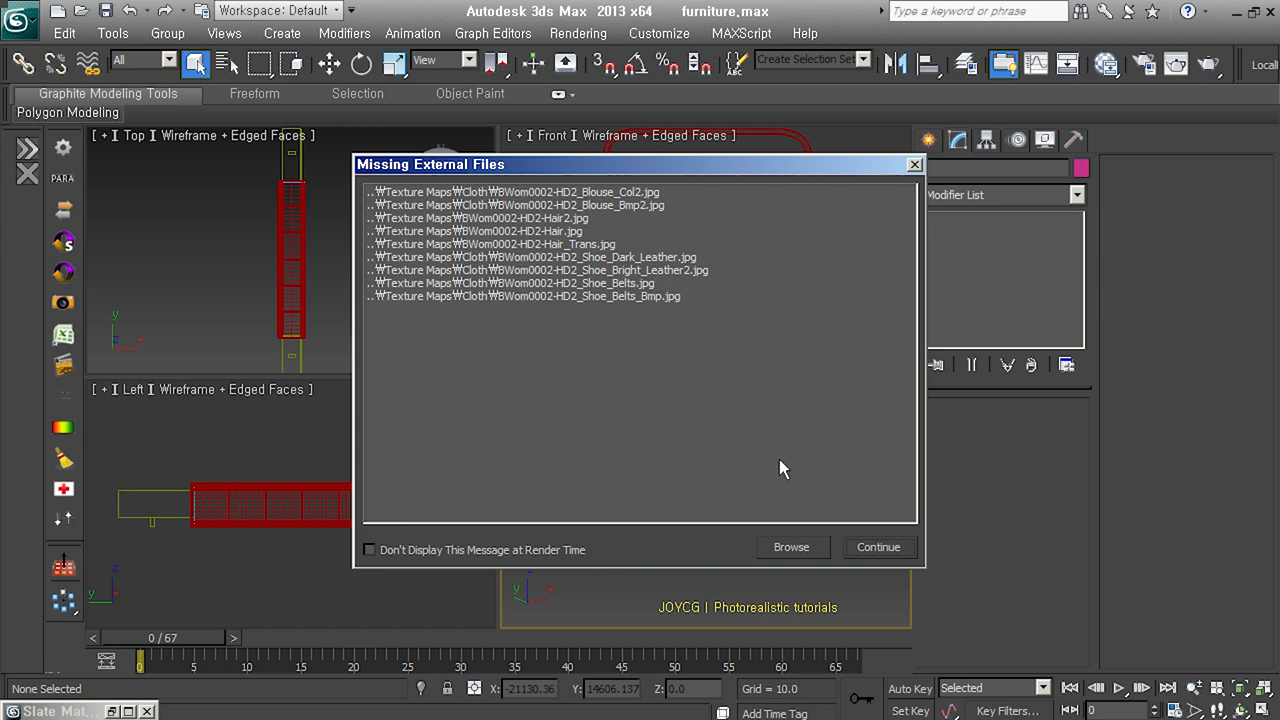 Workspace: Default
Autodesk 3ds Max 2013 x64 furniture.max
Type a keyword or phrase
Edit Tools Group Views Create Modifiers Animation Graph Editors Rendering Customize MAXScript Help
All
View
Create Selection Set
Locali
Graphite Modeling Tools Freeform Selection Object Paint
Polygon Modeling
[ + ] Top ] Wireframe + Edged Faces ]
[ + ] Front ] Wireframe + Edged Faces ]
Missing External Files
PARA
Modifier List
..₩Texture Maps₩Cloth₩BWom0002-HD2_Blouse_Col2.jpg
..₩Texture Maps₩Cloth₩BWom0002-HD2_Blouse_Bmp2.jpg
..₩Texture Maps₩BWom0002-HD2-Hair2.jpg
..₩Texture Maps₩BWom0002-HD2-Hair.jpg
..₩Texture Maps₩BWom0002-HD2-Hair_Trans.jpg
..₩Texture Maps₩Cloth₩BWom0002-HD2_Shoe_Dark_Leather.jpg
..₩Texture Maps₩Cloth₩BWom0002-HD2_Shoe_Bright_Leather2.jpg
..₩Texture Maps₩Cloth₩BWom0002-HD2_Shoe_Belts.jpg
..₩Texture Maps₩Cloth₩BWom0002-HD2_Shoe_Belts_Bmp.jpg
[ + ] Left ] Wireframe + Edged Faces ]
Don't Display This Message at Render Time
Browse
Continue
JOYCG | Photorealistic tutorials
< 0 / 67 >
0 5 10 15 20 25 30 35 40 45 50 55 60 65
None Selected
X: -21130.36 Y: 14606.137 Z: 0.0 Grid = 10.0
Auto Key Selected
Slate Mat...
Add Time Tag
Set Key Key Filters... 0